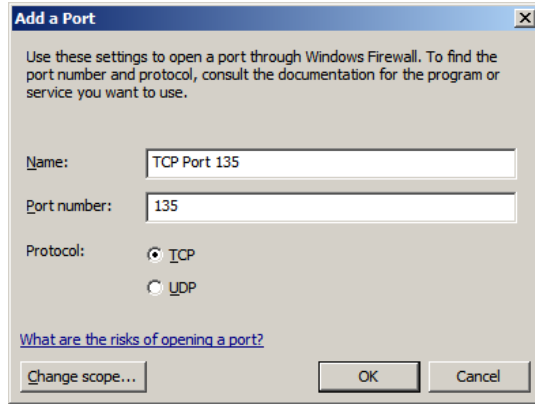 Add a Port
Use these settings to open a port through Windows Firewall. To find the
port number and protocol, consult the documentation for the program or
service you want to use.
Name: TCP Port 135
Port number: 135
Protocol: TCP
UDP
What are the risks of opening a port?
Change scope... OK Cancel